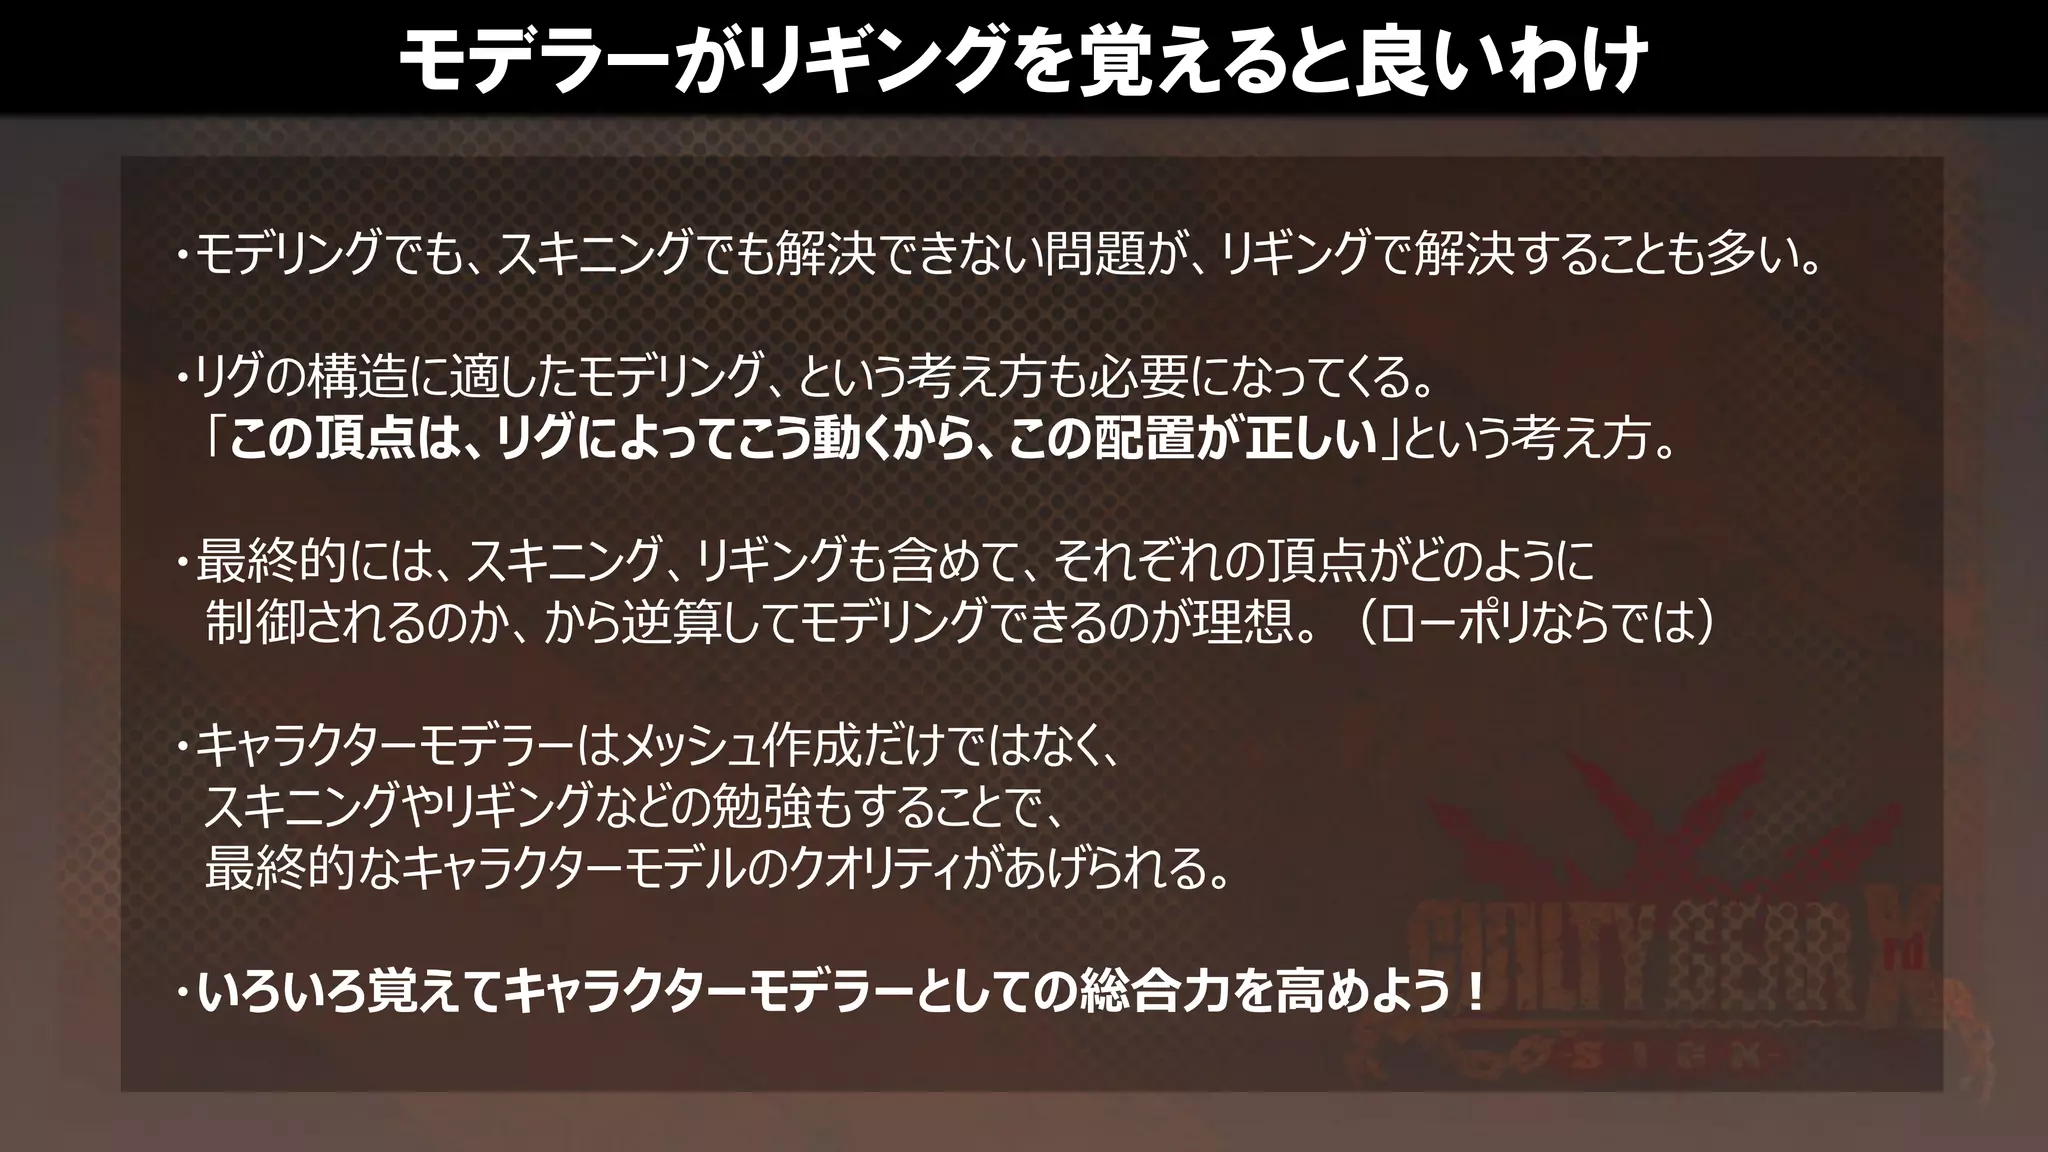 モデラーがリギングを覚えると良いわけ
・モデリングでも、スキニングでも解決できない問題が、リギングで解決することも多い。
・リグの構造に適したモデリング、という考え方も必要になってくる。
「この頂点は、リグによってこう動くから、この配置が正しい」という考え方。
・最終的には、スキニング、リギングも含めて、それぞれの頂点がどのように
制御されるのか、から逆算してモデリングできるのが理想。（ローポリならでは）
・キャラクターモデラーはメッシュ作成だけではなく、
スキニングやリギングなどの勉強もすることで、
最終的なキャラクターモデルのクオリティがあげられる。
・いろいろ覚えてキャラクターモデラーとしての総合力を高めよう！
GUILTY GEAR Xrd
-SIGN-